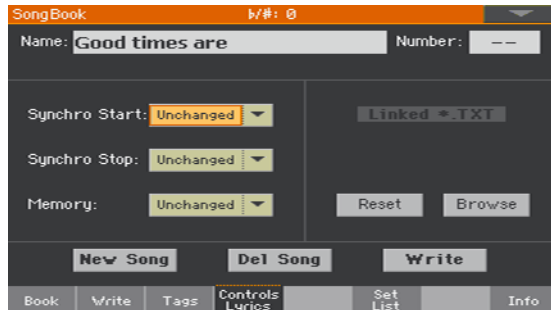 SongBook ♭/#: 0
Name: Good times are Number: --
Synchro Start: Unchanged Linked *.TXT
Synchro Stop: Unchanged
Memory: Unchanged Reset Browse
New Song Del Song Write
Book Write Tags Controls Lyrics Set List Info